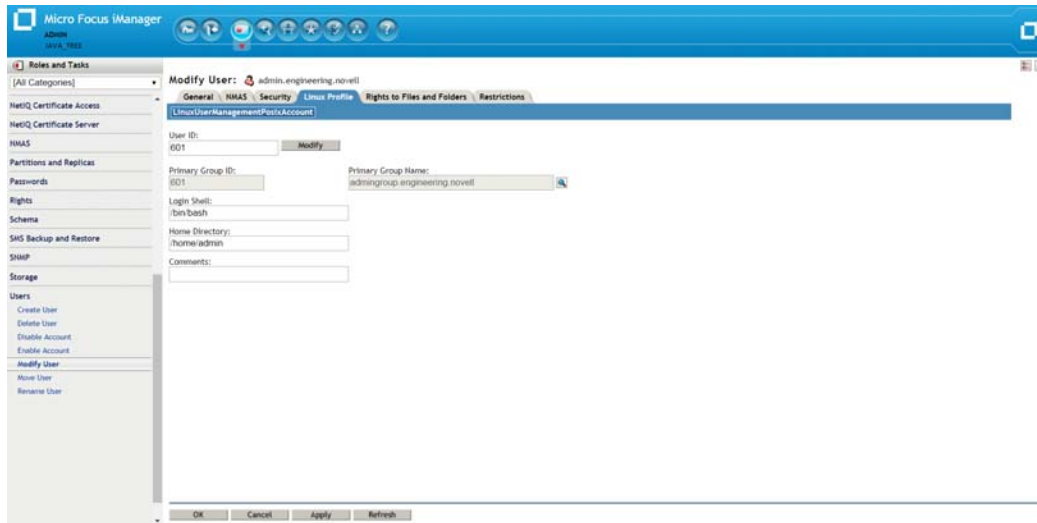 Micro Focus iManager
ADMIN
JAVA_TREE
Roles and Tasks
[All Categories]
NetIQ Certificate Access
NetIQ Certificate Server
NMAS
Partitions and Replicas
Passwords
Rights
Schema
SMS Backup and Restore
SNMP
Storage
Users
Create User
Delete User
Disable Account
Enable Account
Modify User
Move User
Rename User
Modify User: admin.engineering.novell
General NMAS Security Linux Profile Rights to Files and Folders Restrictions
LinuxUserManagementPosixAccount
User ID:
601 Modify
Primary Group ID: Primary Group Name:
601 admingroup.engineering.novell
Login Shell:
/bin/bash
Home Directory:
/home/admin
Comments:
OK Cancel Apply Refresh